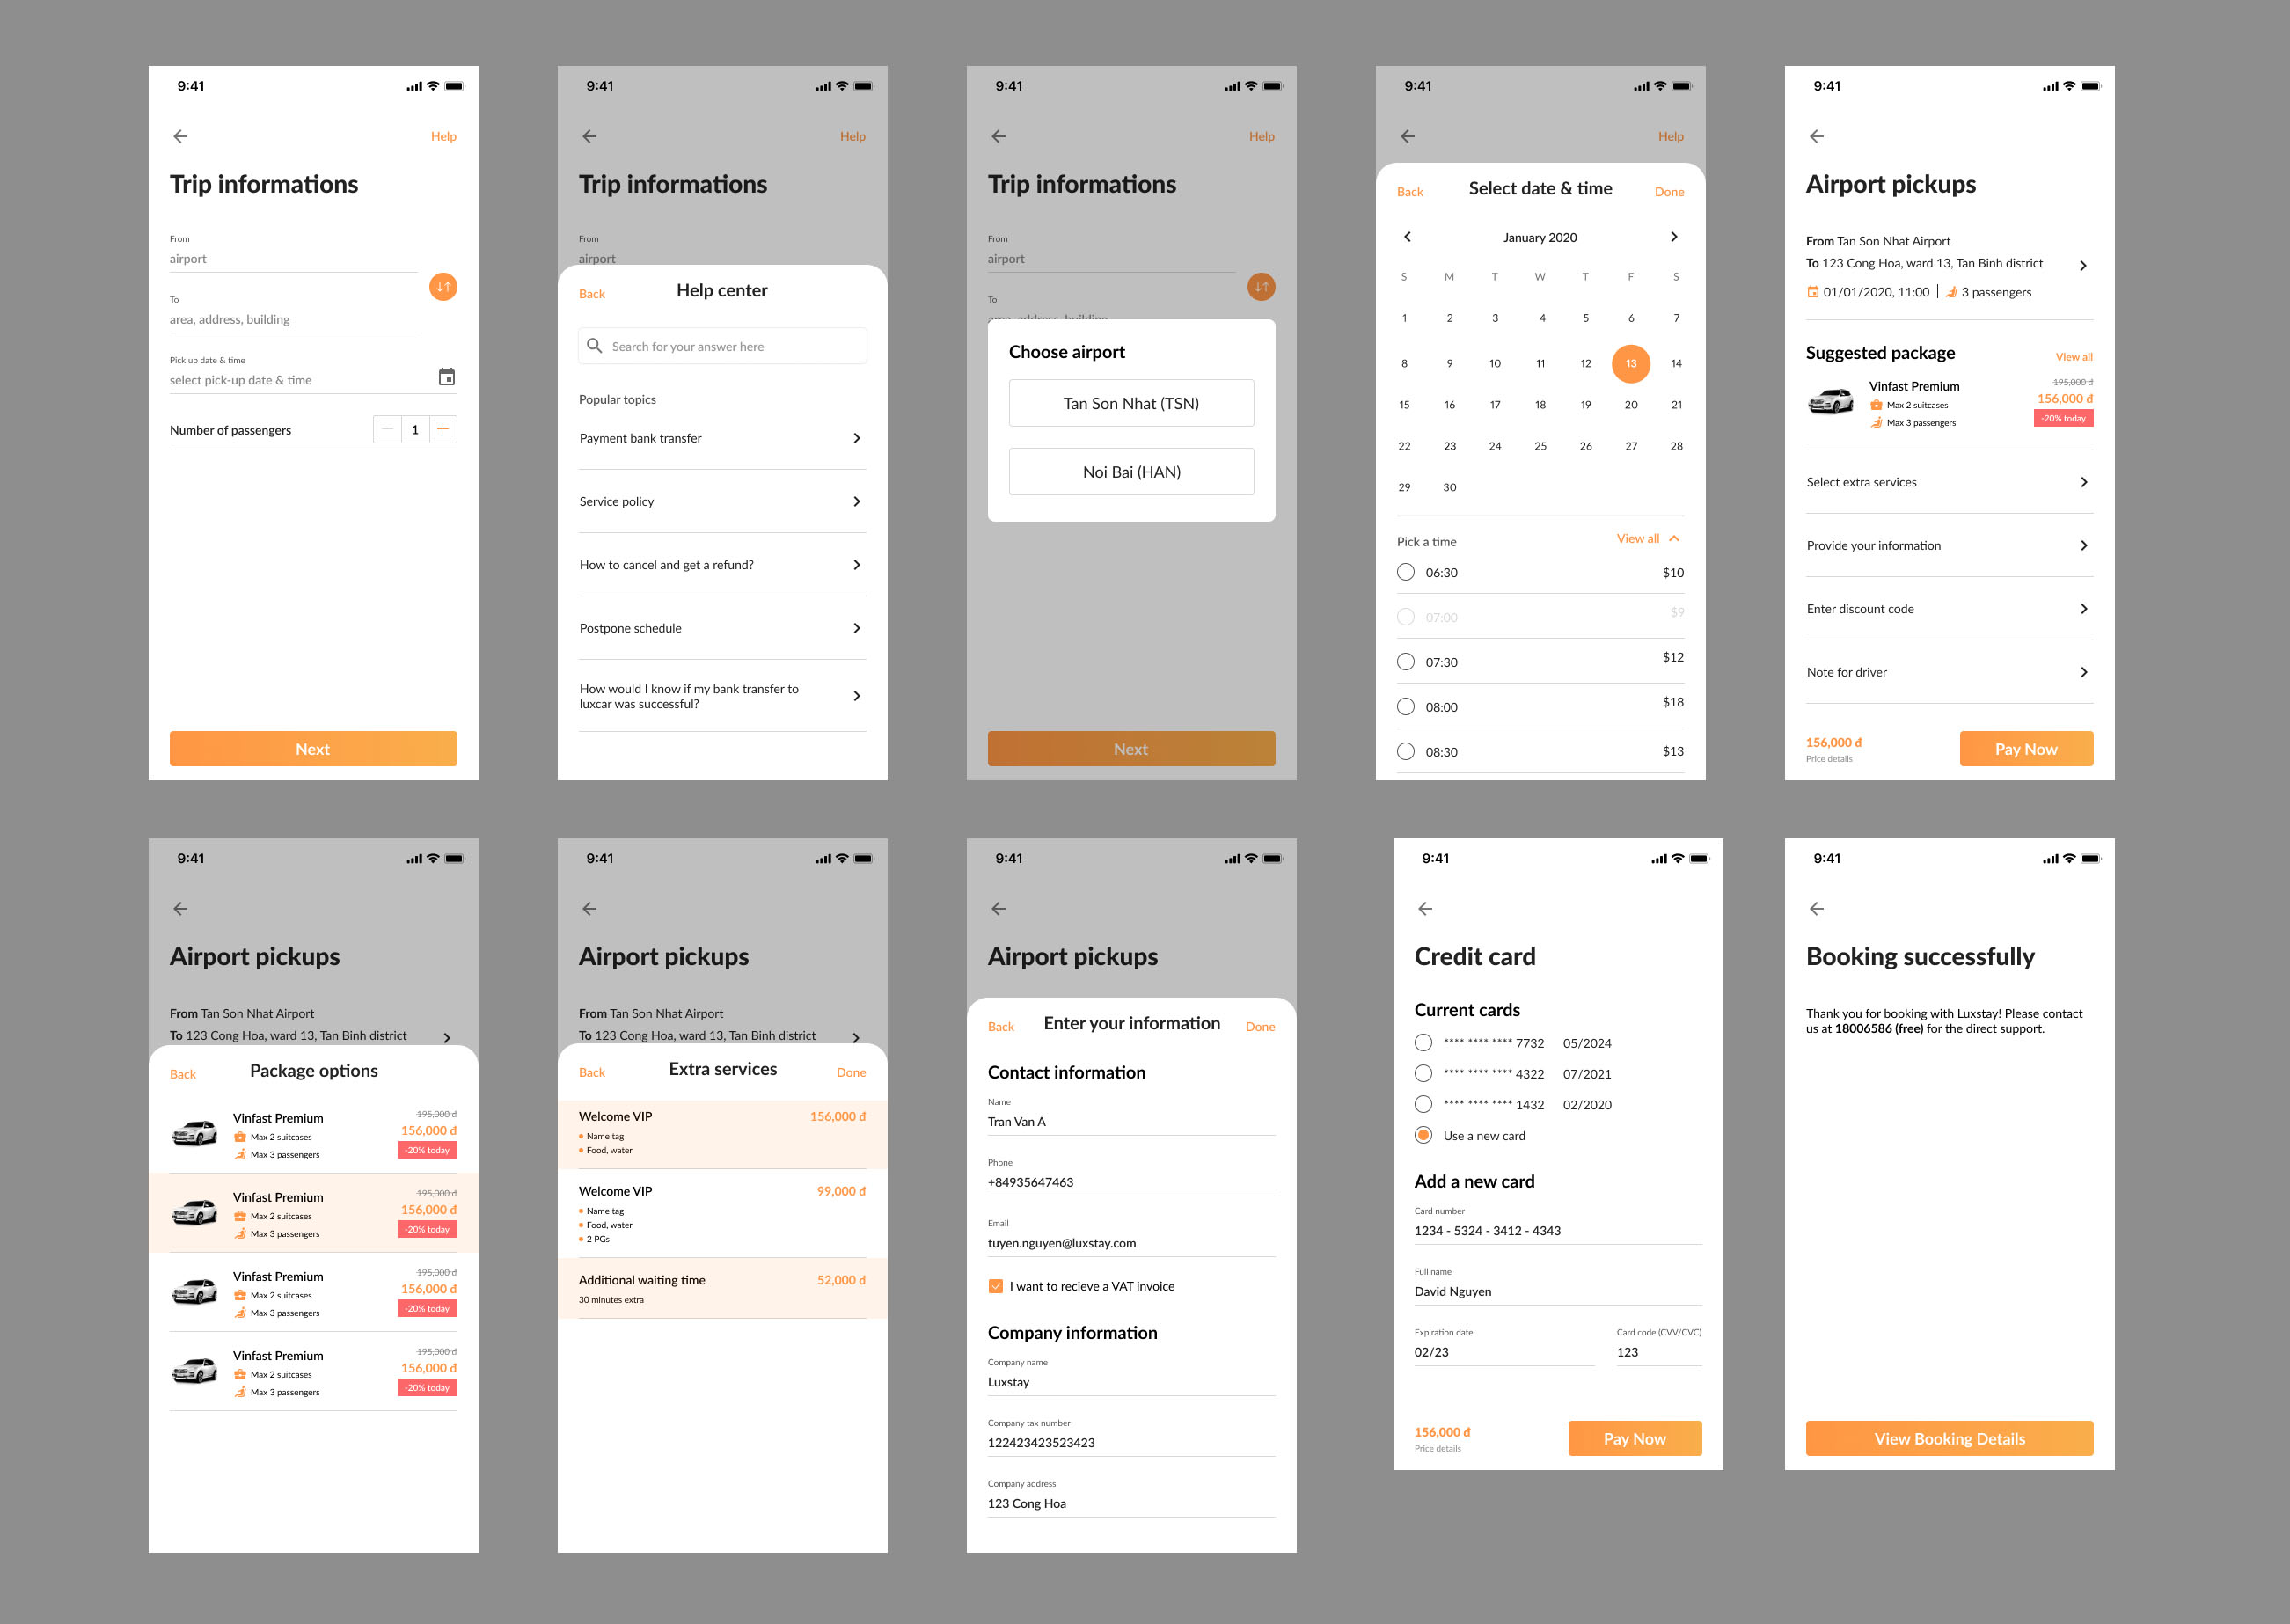 9:41
Help
Trip informations
From
airport
To
area, address, building
Pick up date & time
select pick-up date & time
Number of passengers
1
Next
9:41
Help
Trip informations
From
airport
Back
Help center
Search for your answer here
Popular topics
Payment bank transfer
Service policy
How to cancel and get a refund?
Postpone schedule
How would I know if my bank transfer to
luxcar was successful?
9:41
Help
Trip informations
From
airport
To
area, address, building
Choose airport
Tan Son Nhat (TSN)
Noi Bai (HAN)
Next
9:41
Help
Back
Select date & time
Done
January 2020
S M T W T F S
1 2 3 4 5 6 7
8 9 10 11 12 13 14
15 16 17 18 19 20 21
22 23 24 25 26 27 28
29 30
Pick a time
View all
06:30 $10
07:00 $9
07:30 $12
08:00 $18
08:30 $13
9:41
Airport pickups
From Tan Son Nhat Airport
To 123 Cong Hoa, ward 13, Tan Binh district
01/01/2020, 11:00 | 3 passengers
Suggested package
View all
Vinfast Premium
Max 2 suitcases
Max 3 passengers
195,000 đ
156,000 đ
-20% today
Select extra services
Provide your information
Enter discount code
Note for driver
156,000 đ
Price details
Pay Now
9:41
Airport pickups
From Tan Son Nhat Airport
To 123 Cong Hoa, ward 13, Tan Binh district
Back
Package options
Vinfast Premium
Max 2 suitcases
Max 3 passengers
195,000 đ
156,000 đ
-20% today
Vinfast Premium
Max 2 suitcases
Max 3 passengers
195,000 đ
156,000 đ
-20% today
Vinfast Premium
Max 2 suitcases
Max 3 passengers
195,000 đ
156,000 đ
-20% today
Vinfast Premium
Max 2 suitcases
Max 3 passengers
195,000 đ
156,000 đ
-20% today
9:41
Airport pickups
From Tan Son Nhat Airport
To 123 Cong Hoa, ward 13, Tan Binh district
Back
Extra services
Done
Welcome VIP
156,000 đ
Name tag
Food, water
Welcome VIP
99,000 đ
Name tag
Food, water
2 PGs
Additional waiting time
52,000 đ
30 minutes extra
9:41
Airport pickups
Back
Enter your information
Done
Contact information
Name
Tran Van A
Phone
+84935647463
Email
tuyen.nguyen@luxstay.com
I want to recieve a VAT invoice
Company information
Company name
Luxstay
Company tax number
122423423523423
Company address
123 Cong Hoa
9:41
Credit card
Current cards
**** **** **** 7732 05/2024
**** **** **** 4322 07/2021
**** **** **** 1432 02/2020
Use a new card
Add a new card
Card number
1234 - 5324 - 3412 - 4343
Full name
David Nguyen
Expiration date
02/23
Card code (CVV/CVC)
123
156,000 đ
Price details
Pay Now
9:41
Booking successfully
Thank you for booking with Luxstay! Please contact
us at 18006586 (free) for the direct support.
View Booking Details